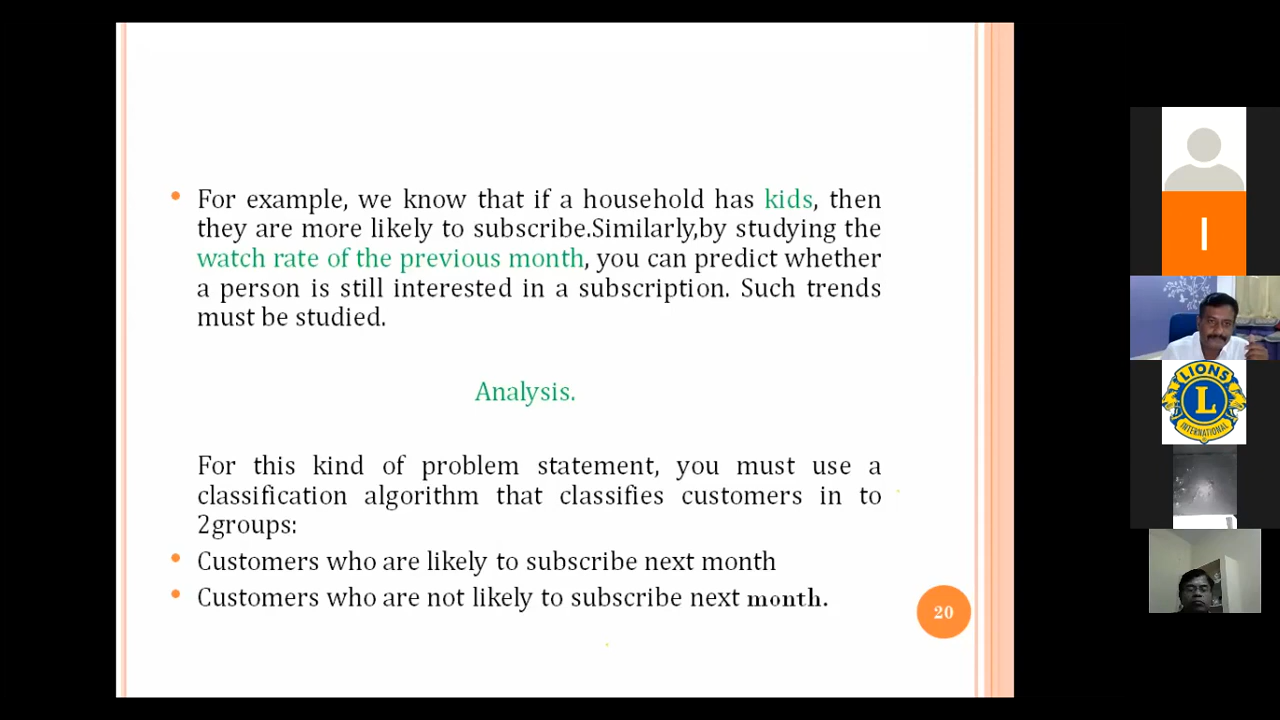 For example, we know that if a household has kids, then
they are more likely to subscribe.Similarly,by studying the
watch rate of the previous month, you can predict whether
a person is still interested in a subscription. Such trends
must be studied.
Analysis.
For this kind of problem statement, you must use a
classification algorithm that classifies customers in to
2groups:
Customers who are likely to subscribe next month
Customers who are not likely to subscribe next month.
20
I
LIONS
L
INTERNATIONAL